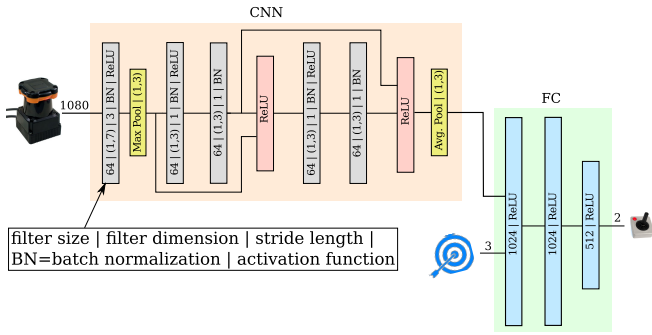 CNN
1080
64 | (1,7) | 3 | BN | ReLU
Max Pool | (1,3)
64 | (1,3) | 1 | BN | ReLU
64 | (1,3) | 1 | BN
ReLU
64 | (1,3) | 1 | BN | ReLU
64 | (1,3) | 1 | BN
ReLU
Avg. Pool | (1,3)
FC
1024 | ReLU
1024 | ReLU
512 | ReLU
2
3
filter size | filter dimension | stride length |
BN=batch normalization | activation function